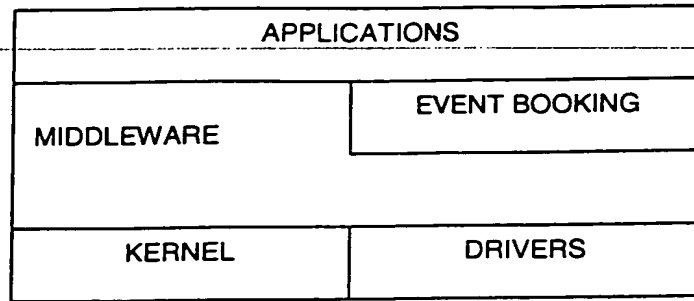 APPLICATIONS
EVENT BOOKING
MIDDLEWARE
KERNEL
DRIVERS